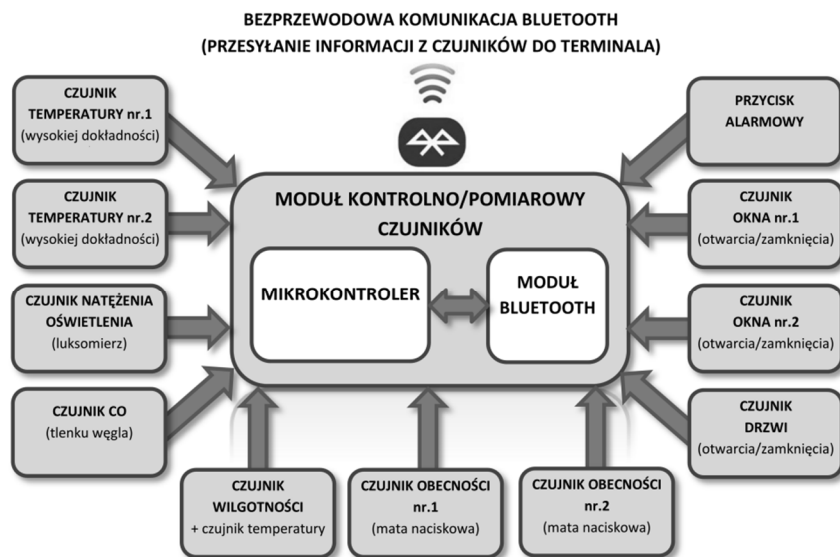 BEZPRZEWODOWA KOMUNIKACJA BLUETOOTH
(PRZESYŁANIE INFORMACJI Z CZUJNIKÓW DO TERMINALA)
CZUJNIK
TEMPERATURY nr.1
(wysokiej dokładności)
CZUJNIK
TEMPERATURY nr.2
(wysokiej dokładności)
CZUJNIK NATĘŻENIA
OŚWIETLENIA
(luksomierz)
CZUJNIK CO
(tlenku węgla)
MODUŁ KONTROLNO/POMIAROWY
CZUJNIKÓW
MIKROKONTROLER
MODUŁ
BLUETOOTH
PRZYCISK
ALARMOWY
CZUJNIK
OKNA nr.1
(otwarcia/zamknięcia)
CZUJNIK
OKNA nr.2
(otwarcia/zamknięcia)
CZUJNIK
DRZWI
(otwarcia/zamknięcia)
CZUJNIK
WILGOTNOŚCI
+ czujnik temperatury
CZUJNIK OBECNOŚCI
nr.1
(mata naciskowa)
CZUJNIK OBECNOŚCI
nr.2
(mata naciskowa)